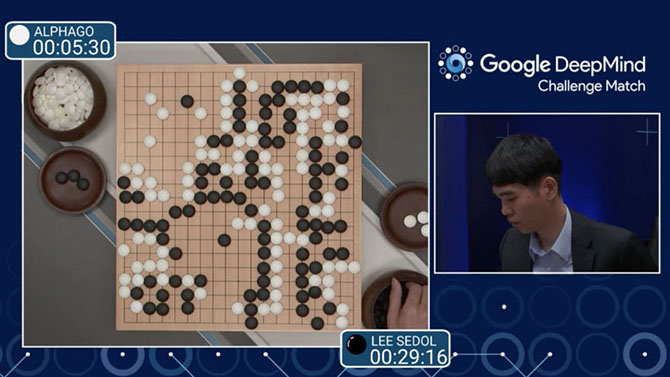 ALPHAGO
00:05:30
Google DeepMind
Challenge Match
LEE SEDOL
00:29:16